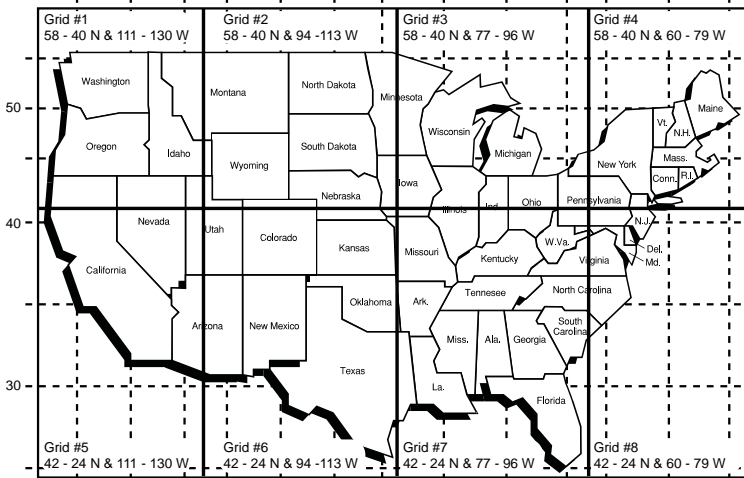 Grid #1
58 - 40 N & 111 - 130 W
Grid #2
58 - 40 N & 94 -113 W
Grid #3
58 - 40 N & 77 - 96 W
Grid #4
58 - 40 N & 60 - 79 W
Washington
North Dakota
Montana
Minnesota
Maine
50
Vt.
N.H.
Wisconsin
Oregon
Idaho
South Dakota
Michigan
Wyoming
New York
Mass.
Conn.
R.I.
Nebraska
Iowa
Ohio
Pennsylvania
Illinois
Ind.
40
Nevada
Utah
Colorado
N.J.
Kansas
Missouri
W.Va.
Del.
California
Kentucky
Virginia
Md.
Tennesee
North Carolina
Oklahoma
Ark.
Arizona
New Mexico
South
Carolina
Miss.
Ala.
Georgia
Texas
30
La.
Florida
Grid #5
42 - 24 N & 111 - 130 W
Grid #6
42 - 24 N & 94 -113 W
Grid #7
42 - 24 N & 77 - 96 W
Grid #8
42 - 24 N & 60 - 79 W